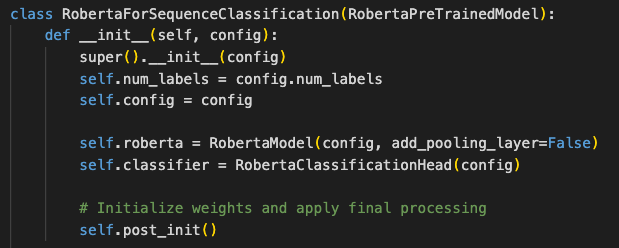 class RobertaForSequenceClassification(RobertaPreTrainedModel):
    def __init__(self, config):
        super().__init__(config)
        self.num_labels = config.num_labels
        self.config = config

        self.roberta = RobertaModel(config, add_pooling_layer=False)
        self.classifier = RobertaClassificationHead(config)

        # Initialize weights and apply final processing
        self.post_init()